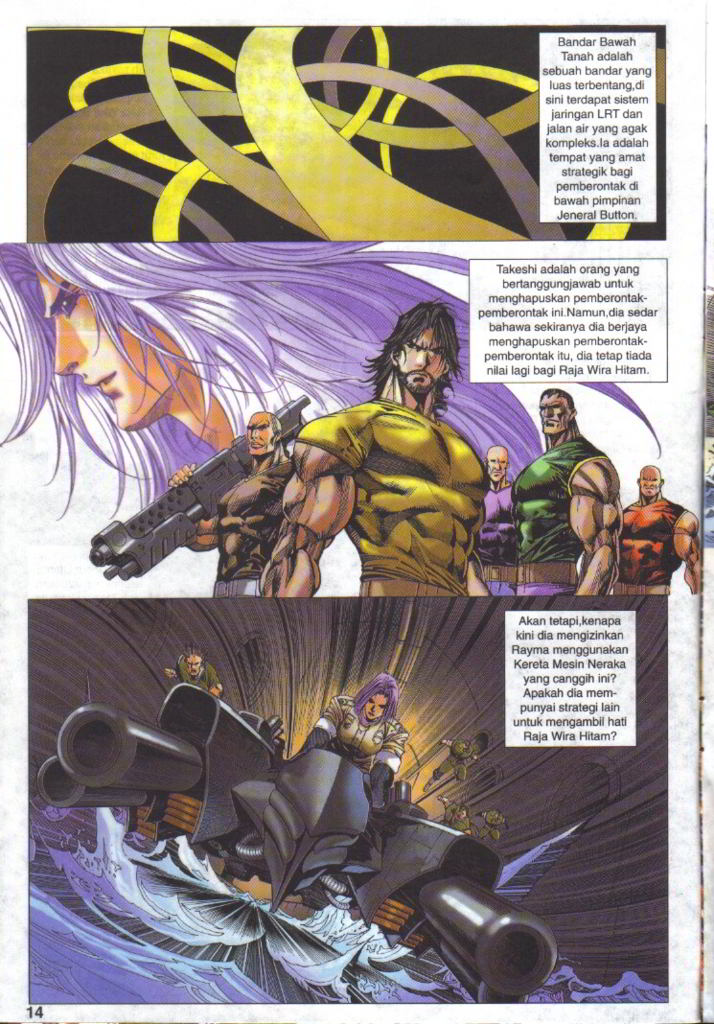 Bandar Bawah
Tanah adalah
sebuah bandar yang
luas terbentang,di
sini terdapat sistem
jaringan LRT dan
jalan air yang agak
kompleks.Ia adalah
tempat yang amat
strategik bagi
pemberontak di
bawah pimpinan
Jeneral Button.
Takeshi adalah orang yang
bertanggungjawab untuk
menghapuskan pemberontak-
pemberontak ini.Namun,dia sedar
bahawa sekiranya dia berjaya
menghapuskan pemberontak-
pemberontak itu, dia tetap tiada
nilai lagi bagi Raja Wira Hitam.
Akan tetapi,kenapa
kini dia mengizinkan
Rayma menggunakan
Kereta Mesin Neraka
yang canggih ini?
Apakah dia mem-
punyai strategi lain
untuk mengambil hati
Raja Wira Hitam?
14